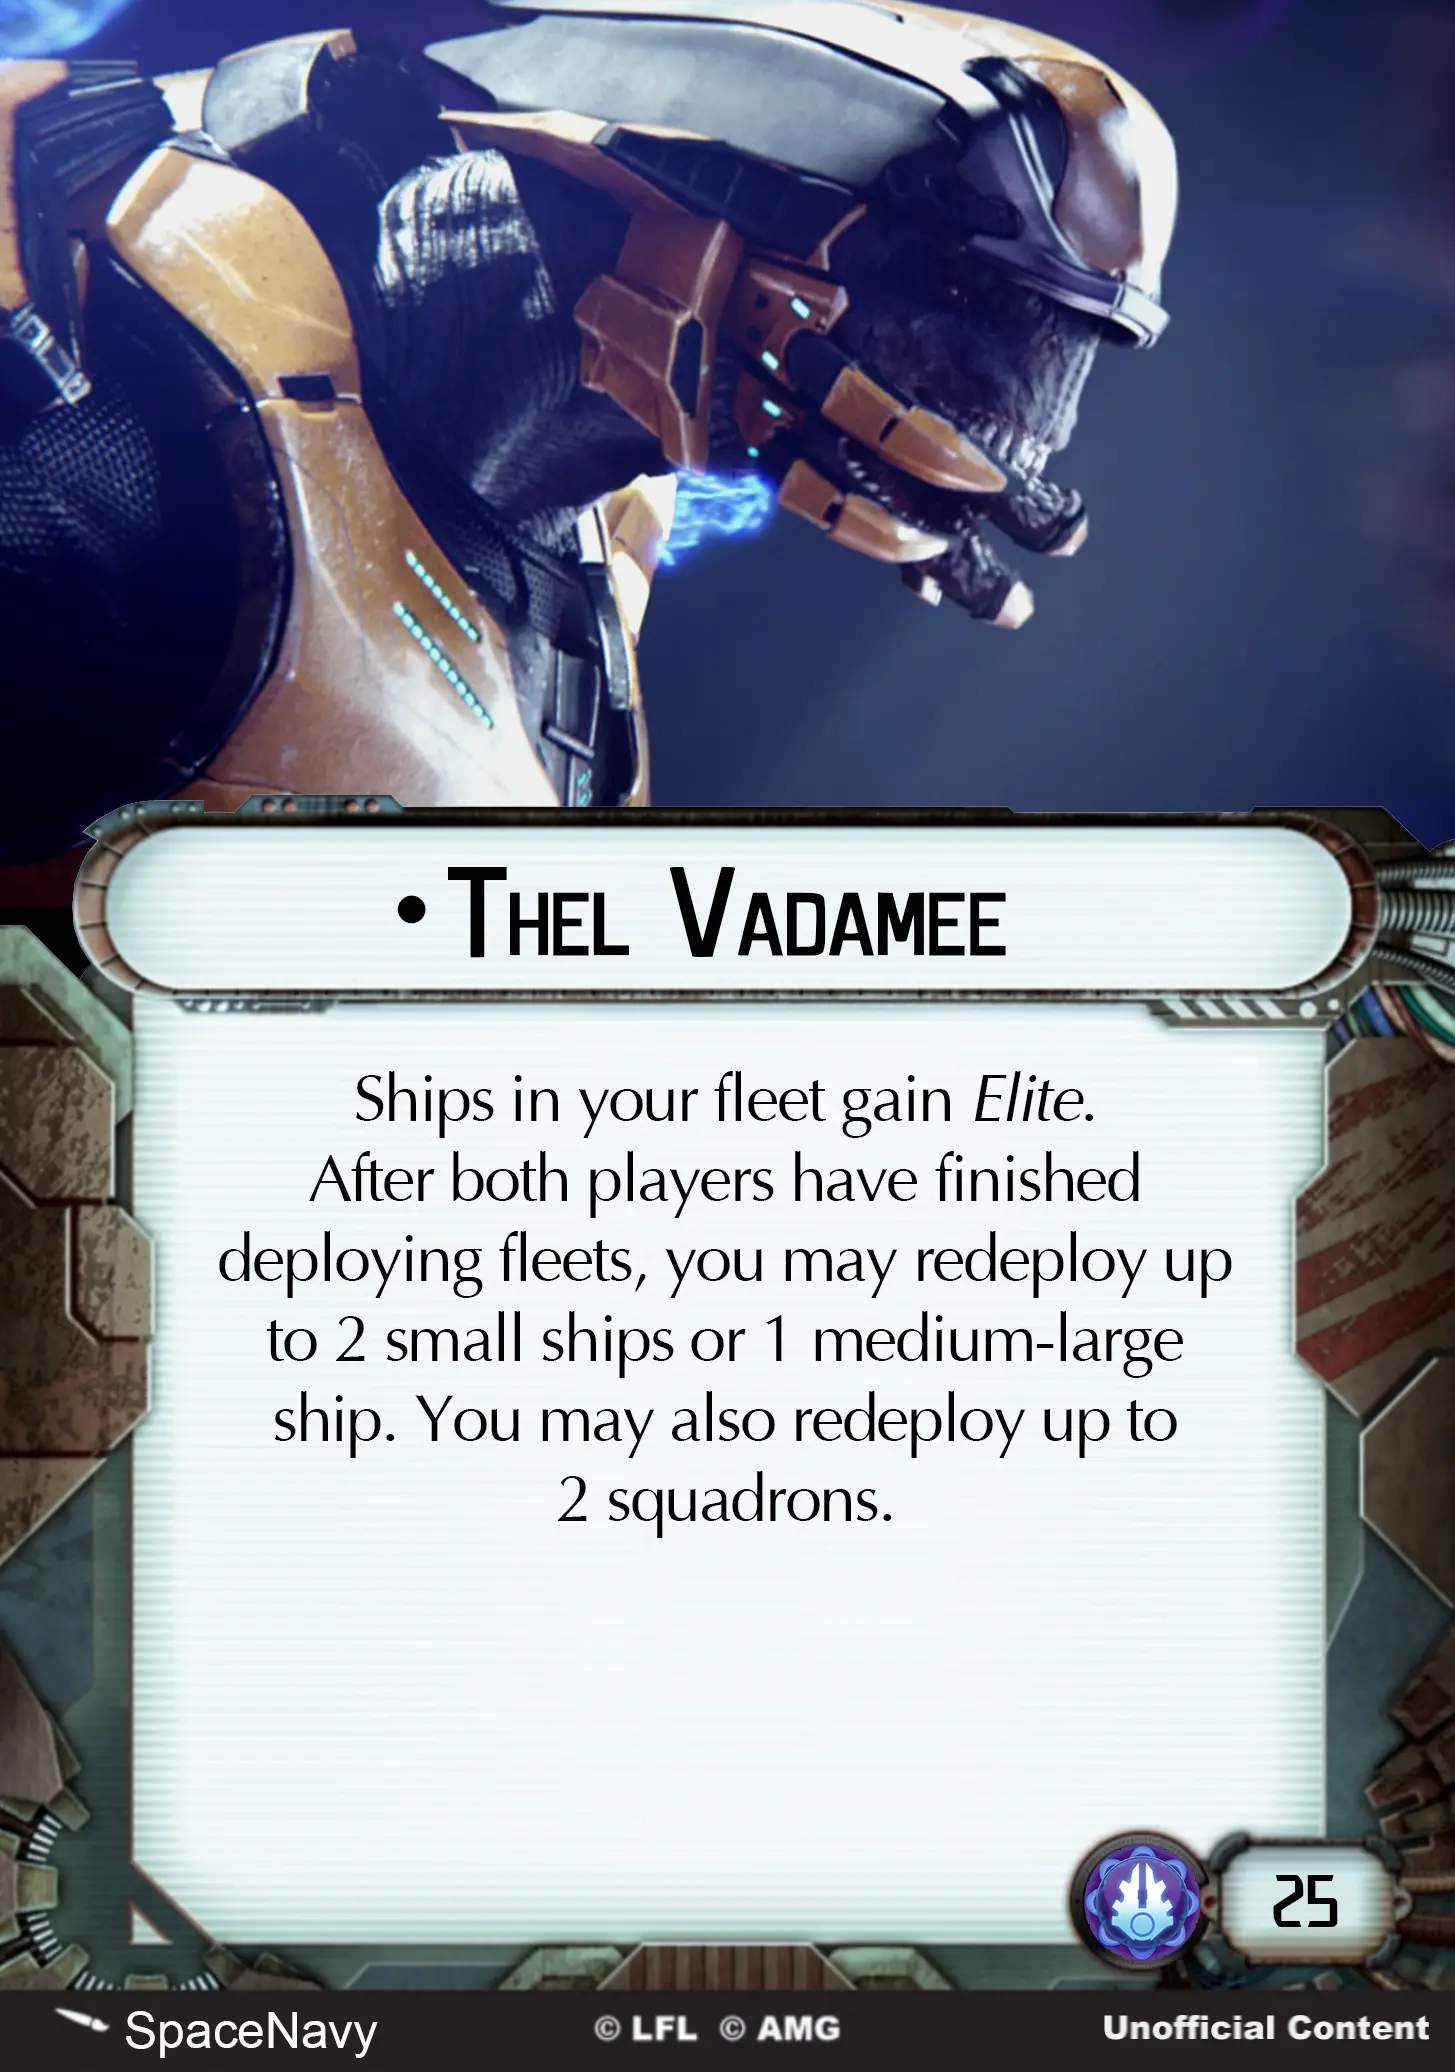 • Thel Vadamee
Ships in your fleet gain Elite.
After both players have finished
deploying fleets, you may redeploy up
to 2 small ships or 1 medium-large
ship. You may also redeploy up to
2 squadrons.
25
SpaceNavy © LFL © AMG Unofficial Content